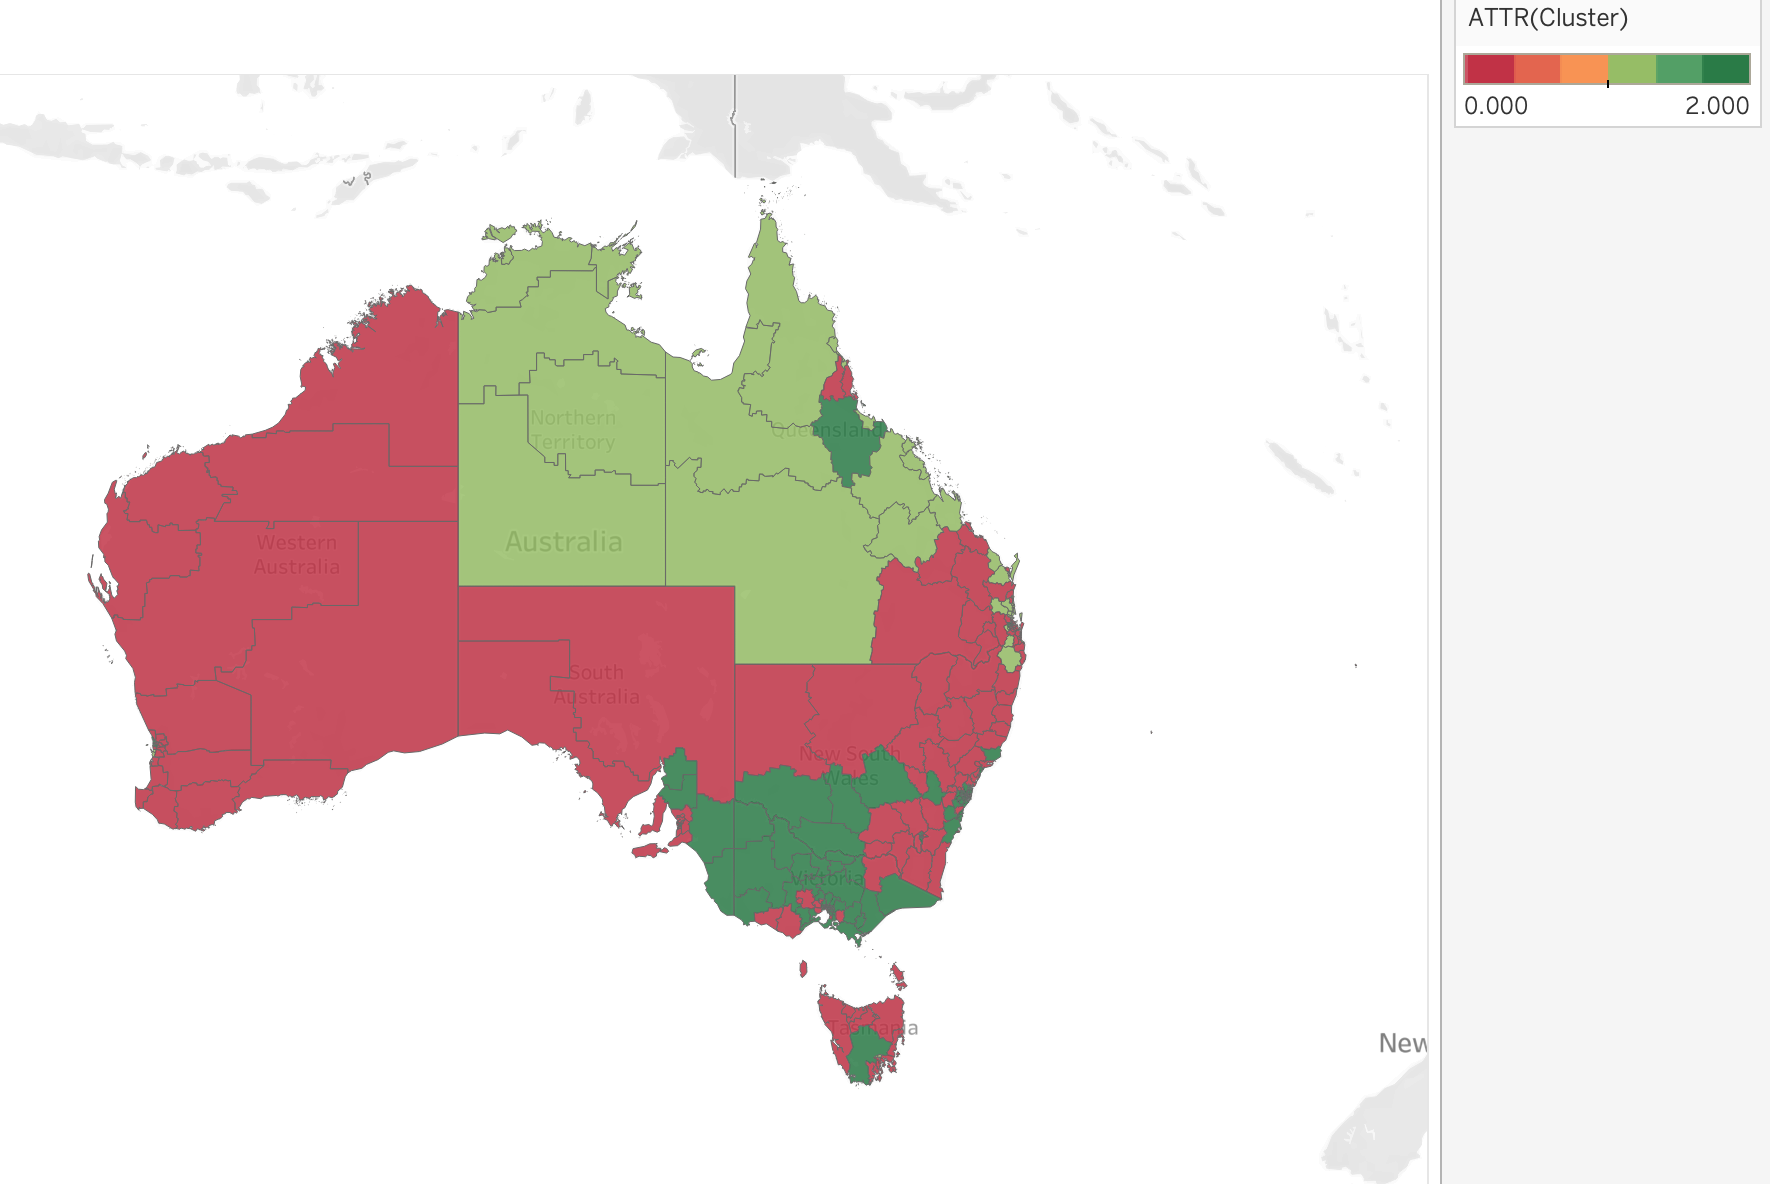 ATTR(Cluster)
0.000
2.000
Northern
Territory
Queensland
Australia
Western
Australia
South
Australia
New South
Wales
Victoria
Tasmania
New